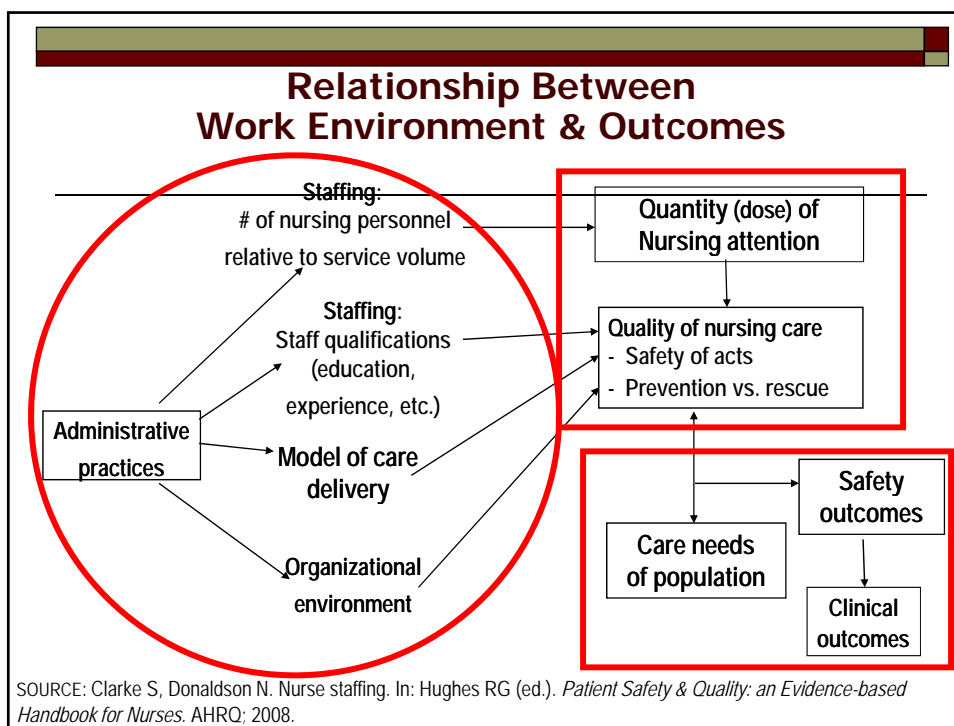 Relationship Between
Work Environment & Outcomes
Staffing:
# of nursing personnel
relative to service volume
Staffing:
Staff qualifications
(education,
experience, etc.)
Administrative
practices
Model of care
delivery
Organizational
environment
Quantity (dose) of
Nursing attention
Quality of nursing care
- Safety of acts
- Prevention vs. rescue
Care needs
of population
Safety
outcomes
Clinical
outcomes
SOURCE: Clarke S, Donaldson N. Nurse staffing. In: Hughes RG (ed.). Patient Safety & Quality: an Evidence-based
Handbook for Nurses. AHRQ; 2008.